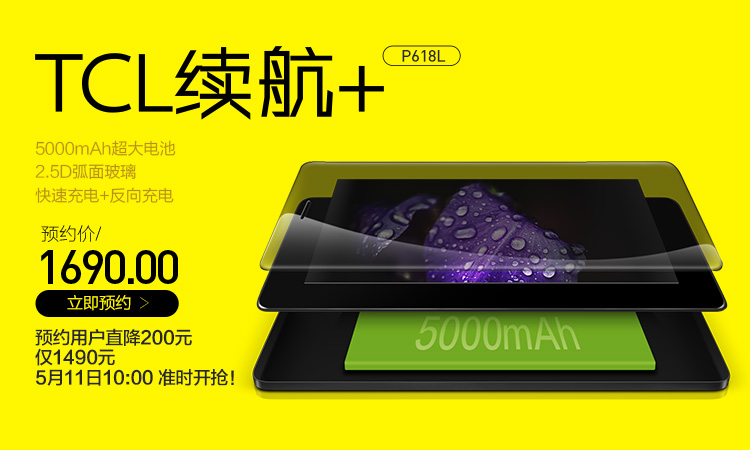 TCL续航+
P618L
5000mAh超大电池
2.5D弧面玻璃
快速充电+反向充电
预约价/
1690.00
立即预约 >
预约用户直降200元
仅1490元
5月11日10:00 准时开抢!
5000mAh